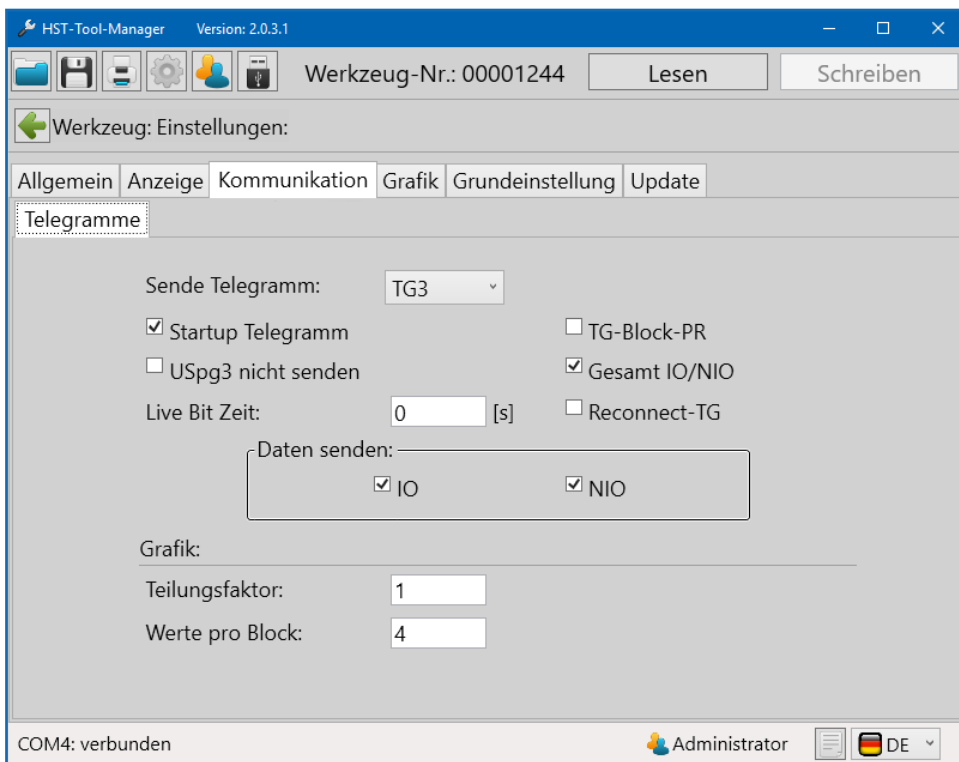 HST-Tool-Manager Version: 2.0.3.1
Werkzeug-Nr.: 00001244 Lesen Schreiben
Werkzeug: Einstellungen:
Allgemein Anzeige Kommunikation Grafik Grundeinstellung Update
Telegramme
Sende Telegramm: TG3
Startup Telegramm TG-Block-PR
USpg3 nicht senden Gesamt IO/NIO
Live Bit Zeit: 0 [s] Reconnect-TG
Daten senden:
IO NIO
Grafik:
Teilungsfaktor: 1
Werte pro Block: 4
COM4: verbunden Administrator DE